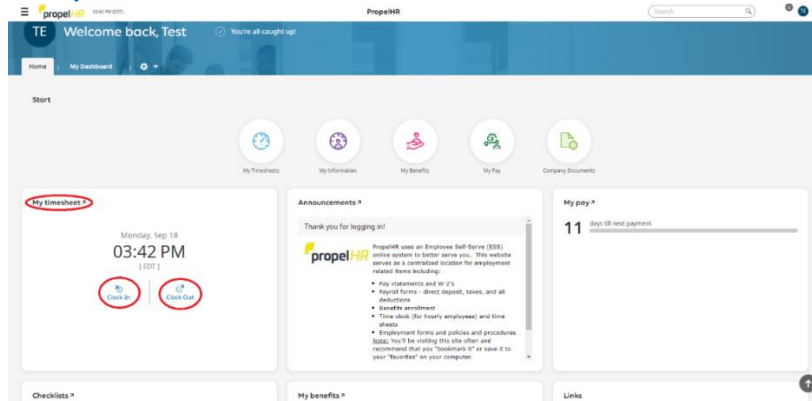 propelHR 03:42 PM (EDT) PropelHR Search TE
TE Welcome back, Test You're all caught up!
Home My Dashboard
Start
My Timesheets My Information My Benefits My Pay Company Documents
My timesheet
Monday, Sep 18
03:42 PM
[ EDT ]
Clock In Clock Out
Announcements
Thank you for logging in!
propelHR
PropelHR uses an Employee Self-Serve (ESS)
online system to better serve you. This website
serves as a centralized location for employment
related items including:
• Pay statements and W-2's
• Payroll forms - direct deposit, taxes, and all
deductions
• Benefits enrollment
• Time clock (for hourly employees) and time
sheets
• Employment forms and policies and procedures
Note: You'll be visiting this site often and
recommend that you "bookmark it" or save it to
your "favorites" on your computer.
My pay
11 days till next payment
Checklists
My benefits
Links